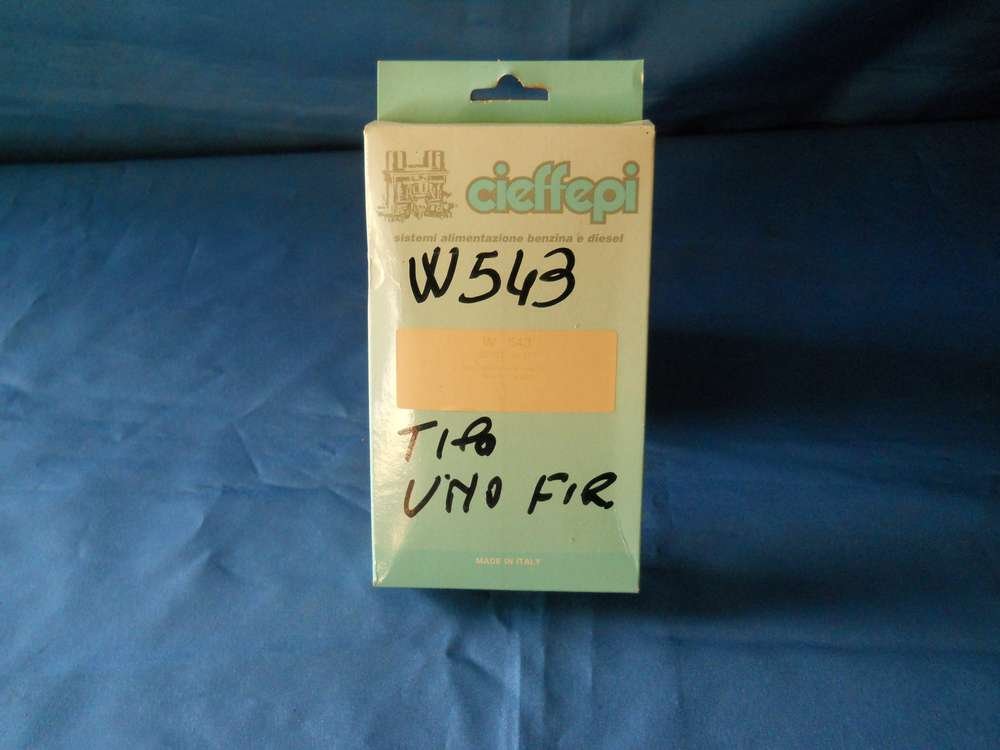 cieffepi
sistemi alimentazione benzina e diesel
W543
W 543
TIPO
UNO FIR
MADE IN ITALY